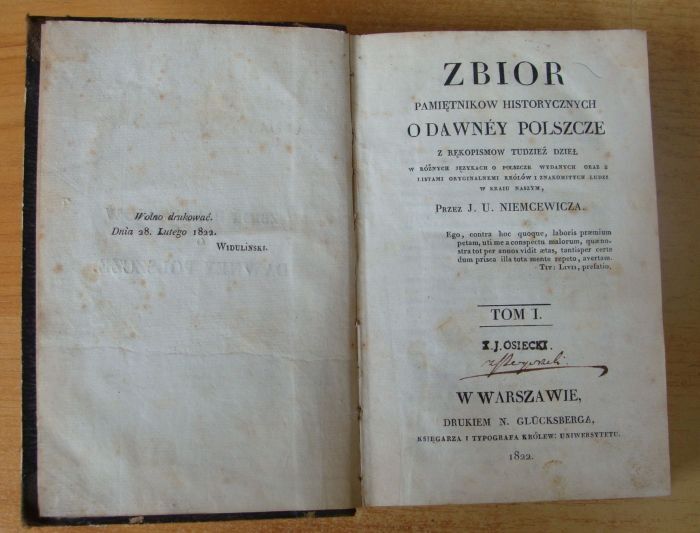 Wolno drukować.
Dnia 28. Lutego 1822.
WIDULIŃSKI.
ZBIOR
PAMIĘTNIKOW HISTORYCZNYCH
O DAWNÉY POLSZCZE
Z RĘKOPISMOW TUDZIEŻ DZIEŁ
W RÓŻNYCH JĘZYKACH O POLSZCZE WYDANYCH ORAZ Z
LISTAMI ORYGINALNEMI KRÓLÓW I ZNAKOMITYCH LUDZI
W KRAIU NASZYM,
PRZEZ J. U. NIEMCEWICZA.
Ego, contra hoc quoque, laboris præmium
petam, uti me a conspectu malorum, quæ no-
stra tot per annos vidit ætas, tantisper certe
dum prisca illa tota mente repeto, avertam.
TIT: LIVII, prefatio.
TOM I.
X.J.OSIECKI.
W WARSZAWIE,
DRUKIEM N. GLÜCKSBERGA,
KSIĘGARZA I TYPOGRAFA KRÓLEW: UNIWERSYTETU.
1822.